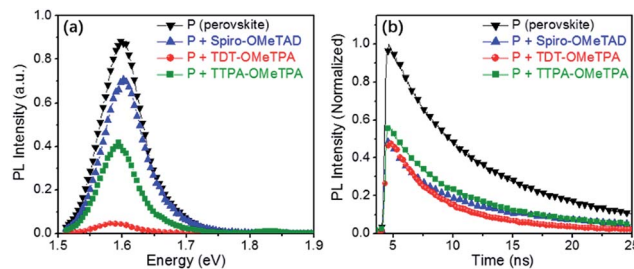 (a)
P (perovskite)
P + Spiro-OMeTAD
P + TDT-OMeTPA
P + TTPA-OMeTPA
PL Intensity (a.u.)
0.8
0.6
0.4
0.2
0.0
1.5 1.6 1.7 1.8 1.9
Energy (eV)
(b)
P (perovskite)
P + Spiro-OMeTAD
P + TDT-OMeTPA
P + TTPA-OMeTPA
PL Intensity (Normalized)
1.0
0.8
0.6
0.4
0.2
0.0
5 10 15 20 25
Time (ns)